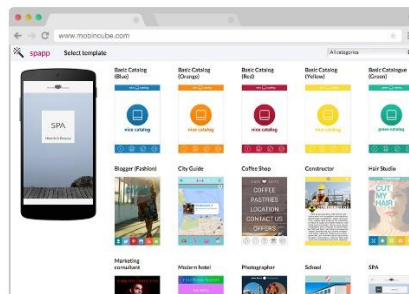 www.mobincube.com
spapp Select template
All categories
SPA
Basic Catalog
(Blue)
Basic Catalog
(Orange)
Basic Catalog
(Red)
Basic Catalog
(Yellow)
Basic Catalogue
(Green)
nice catalog
nice catalog
nice catalog
nice catalog
Blogger (Fashion)
City Guide
Coffee Shop
Constructor
Hair Studio
COFFEE
PASTRIES
LOCATION
CONTACT US
OFFERS
CUT
MY
HAIR
Marketing
consultant
Modern hotel
Photographer
School
SPA